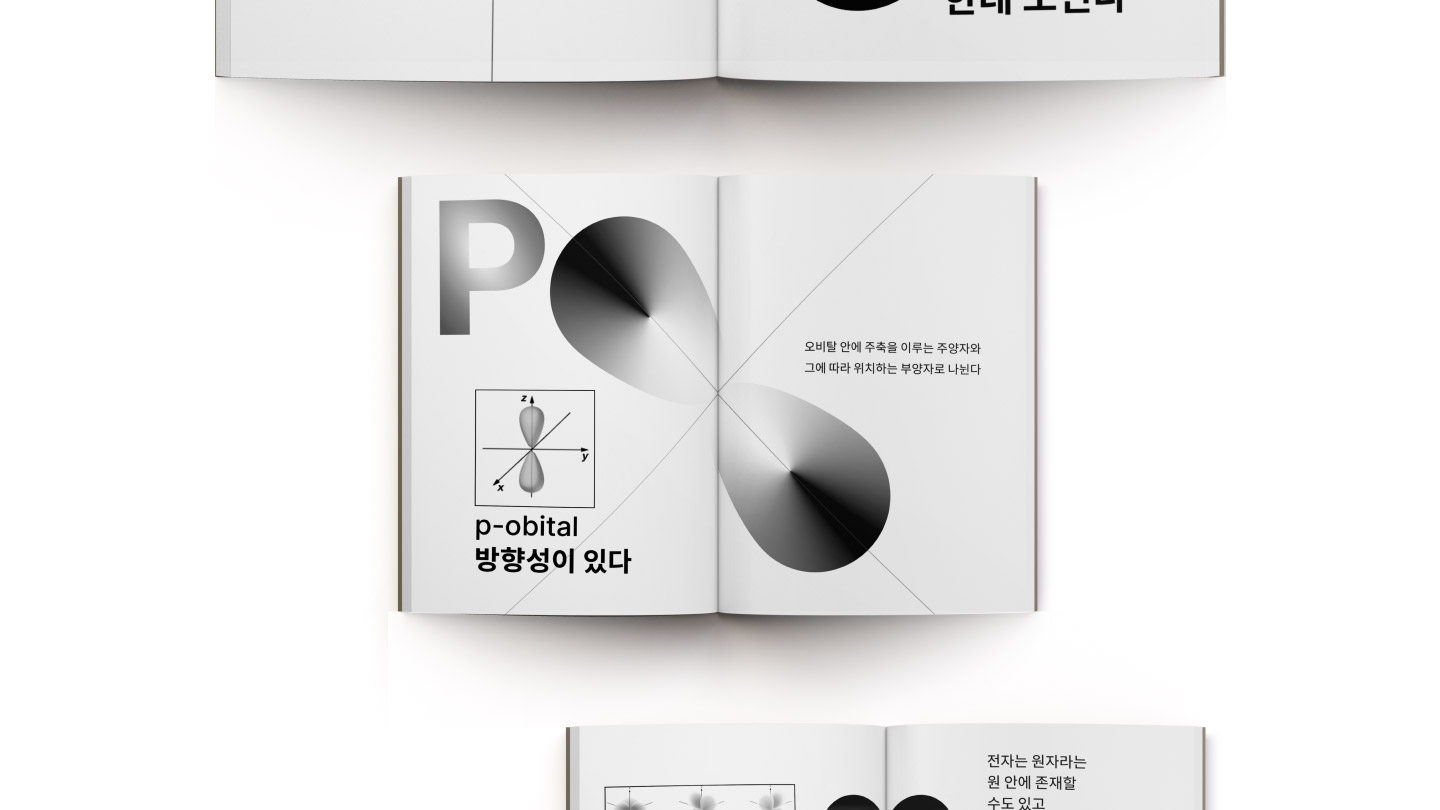 P
오비탈 안에 주축을 이루는 주양자와
그에 따라 위치하는 부양자로 나뉜다
z
y
x
p-obital
방향성이 있다
전자는 원자라는
원 안에 존재할
수도 있고